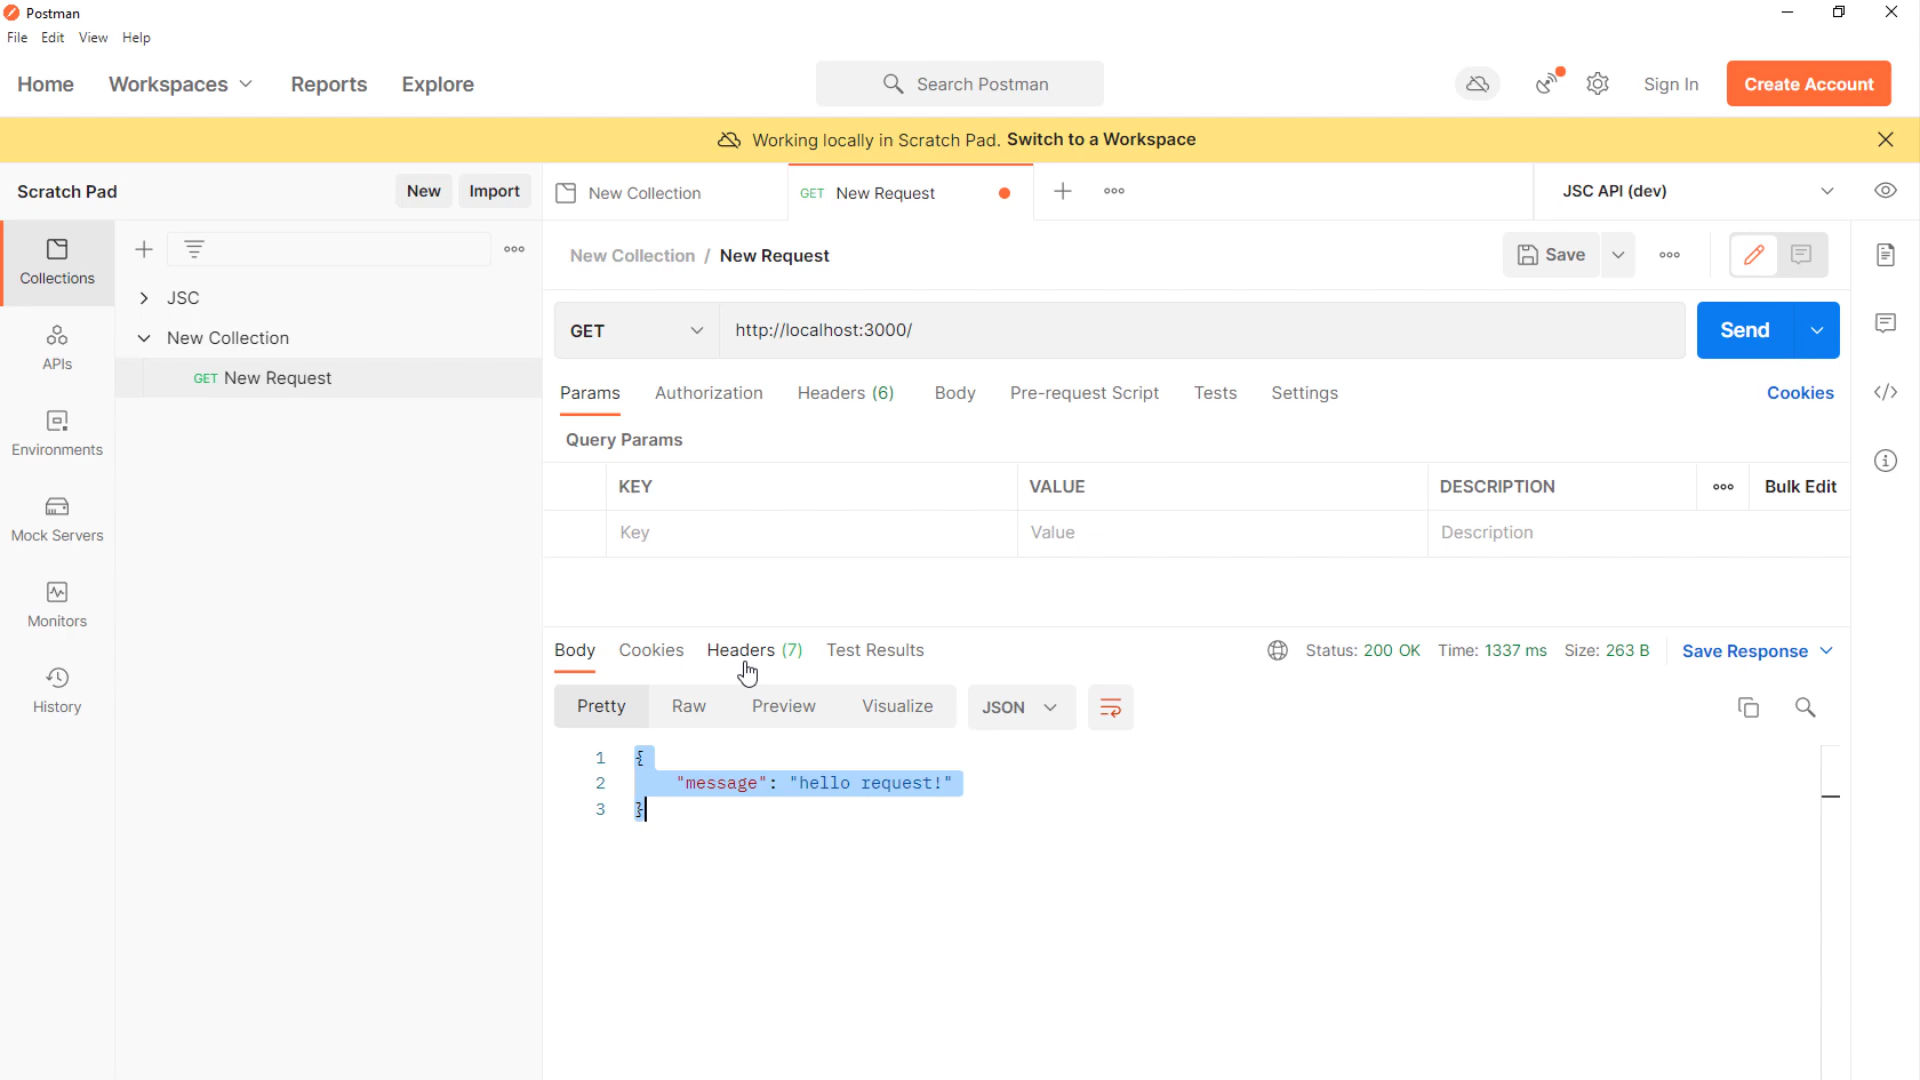 Postman
File Edit View Help
Home Workspaces Reports Explore Search Postman Sign In Create Account
Working locally in Scratch Pad. Switch to a Workspace
Scratch Pad New Import New Collection GET New Request JSC API (dev)
New Collection / New Request Save
Collections
JSC
New Collection
GET New Request
APIs
Environments
Mock Servers
Monitors
History
GET http://localhost:3000/ Send
Params Authorization Headers (6) Body Pre-request Script Tests Settings Cookies
Query Params
KEY VALUE DESCRIPTION Bulk Edit
Key Value Description
Body Cookies Headers (7) Test Results Status: 200 OK Time: 1337 ms Size: 263 B Save Response
Pretty Raw Preview Visualize JSON
1 {
2 "message": "hello request!"
3 }